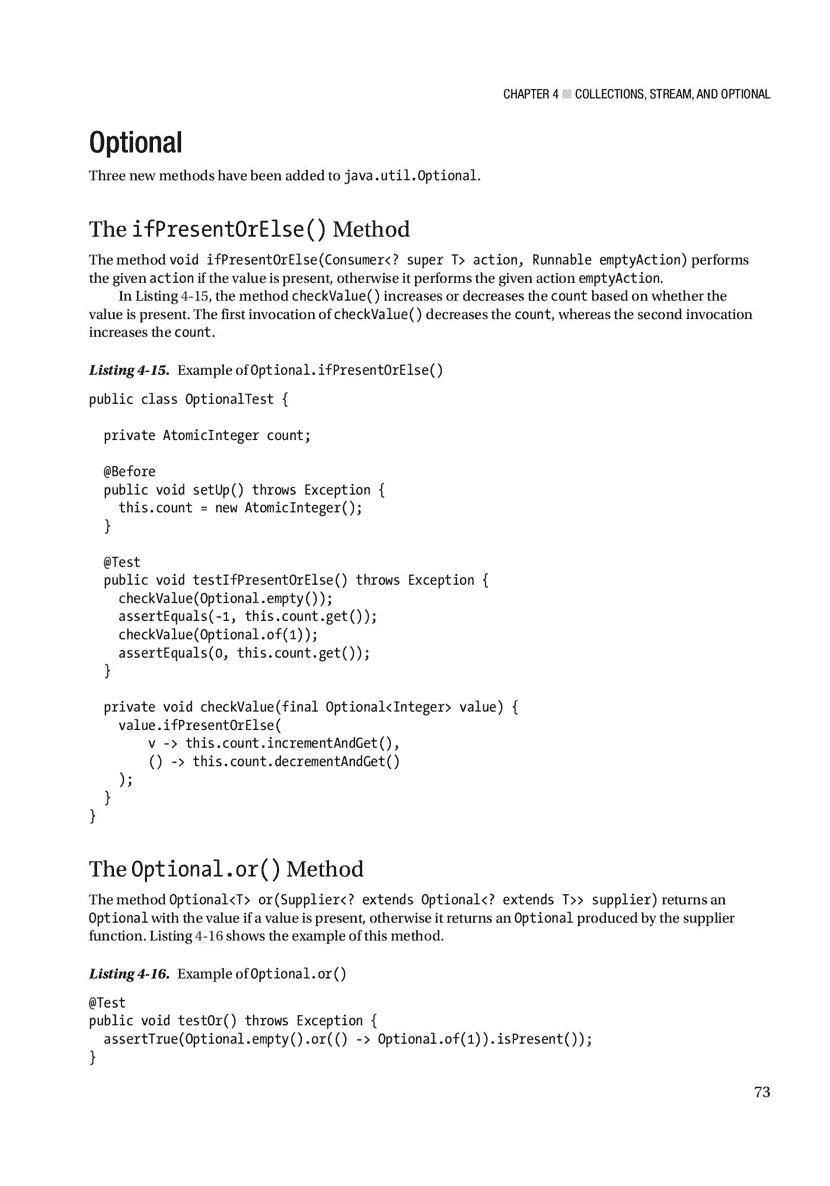 CHAPTER 4 ▒ COLLECTIONS, STREAM, AND OPTIONAL
Optional
Three new methods have been added to java.util.Optional.
The ifPresentOrElse() Method
The method void ifPresentOrElse(Consumer<? super T> action, Runnable emptyAction) performs
the given action if the value is present, otherwise it performs the given action emptyAction.
In Listing 4-15, the method checkValue() increases or decreases the count based on whether the
value is present. The first invocation of checkValue() decreases the count, whereas the second invocation
increases the count.
Listing 4-15. Example of Optional.ifPresentOrElse()
public class OptionalTest {
  private AtomicInteger count;
  @Before
  public void setUp() throws Exception {
    this.count = new AtomicInteger();
  }
  @Test
  public void testIfPresentOrElse() throws Exception {
    checkValue(Optional.empty());
    assertEquals(-1, this.count.get());
    checkValue(Optional.of(1));
    assertEquals(0, this.count.get());
  }
  private void checkValue(final Optional<Integer> value) {
    value.ifPresentOrElse(
        v -> this.count.incrementAndGet(),
        () -> this.count.decrementAndGet()
    );
  }
}
The Optional.or() Method
The method Optional<T> or(Supplier<? extends Optional<? extends T>> supplier) returns an
Optional with the value if a value is present, otherwise it returns an Optional produced by the supplier
function. Listing 4-16 shows the example of this method.
Listing 4-16. Example of Optional.or()
@Test
public void testOr() throws Exception {
  assertTrue(Optional.empty().or(() -> Optional.of(1)).isPresent());
}
73